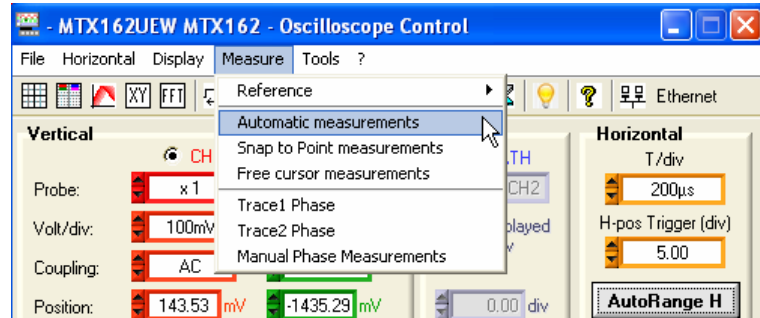 - MTX162UEW MTX162 - Oscilloscope Control
File Horizontal Display Measure Tools ?
XY FFT Ethernet
Reference
Automatic measurements
Snap to Point measurements
Free cursor measurements
Trace1 Phase
Trace2 Phase
Manual Phase Measurements
Vertical
CH
Probe: x 1
Volt/div: 100mV
Coupling: AC
Position: 143.53 mV -1435.29 mV 0.00 div
CH2
Horizontal
T/div
200µs
H-pos Trigger (div)
5.00
AutoRange H